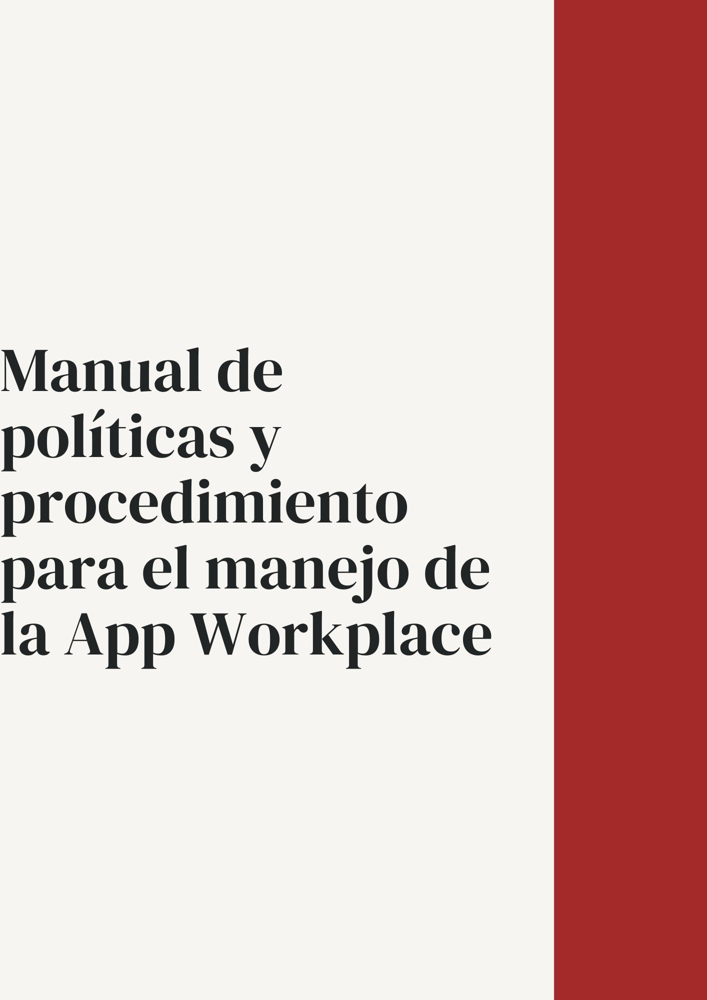 Manual de
políticas y
procedimiento
para el manejo de
la App Workplace